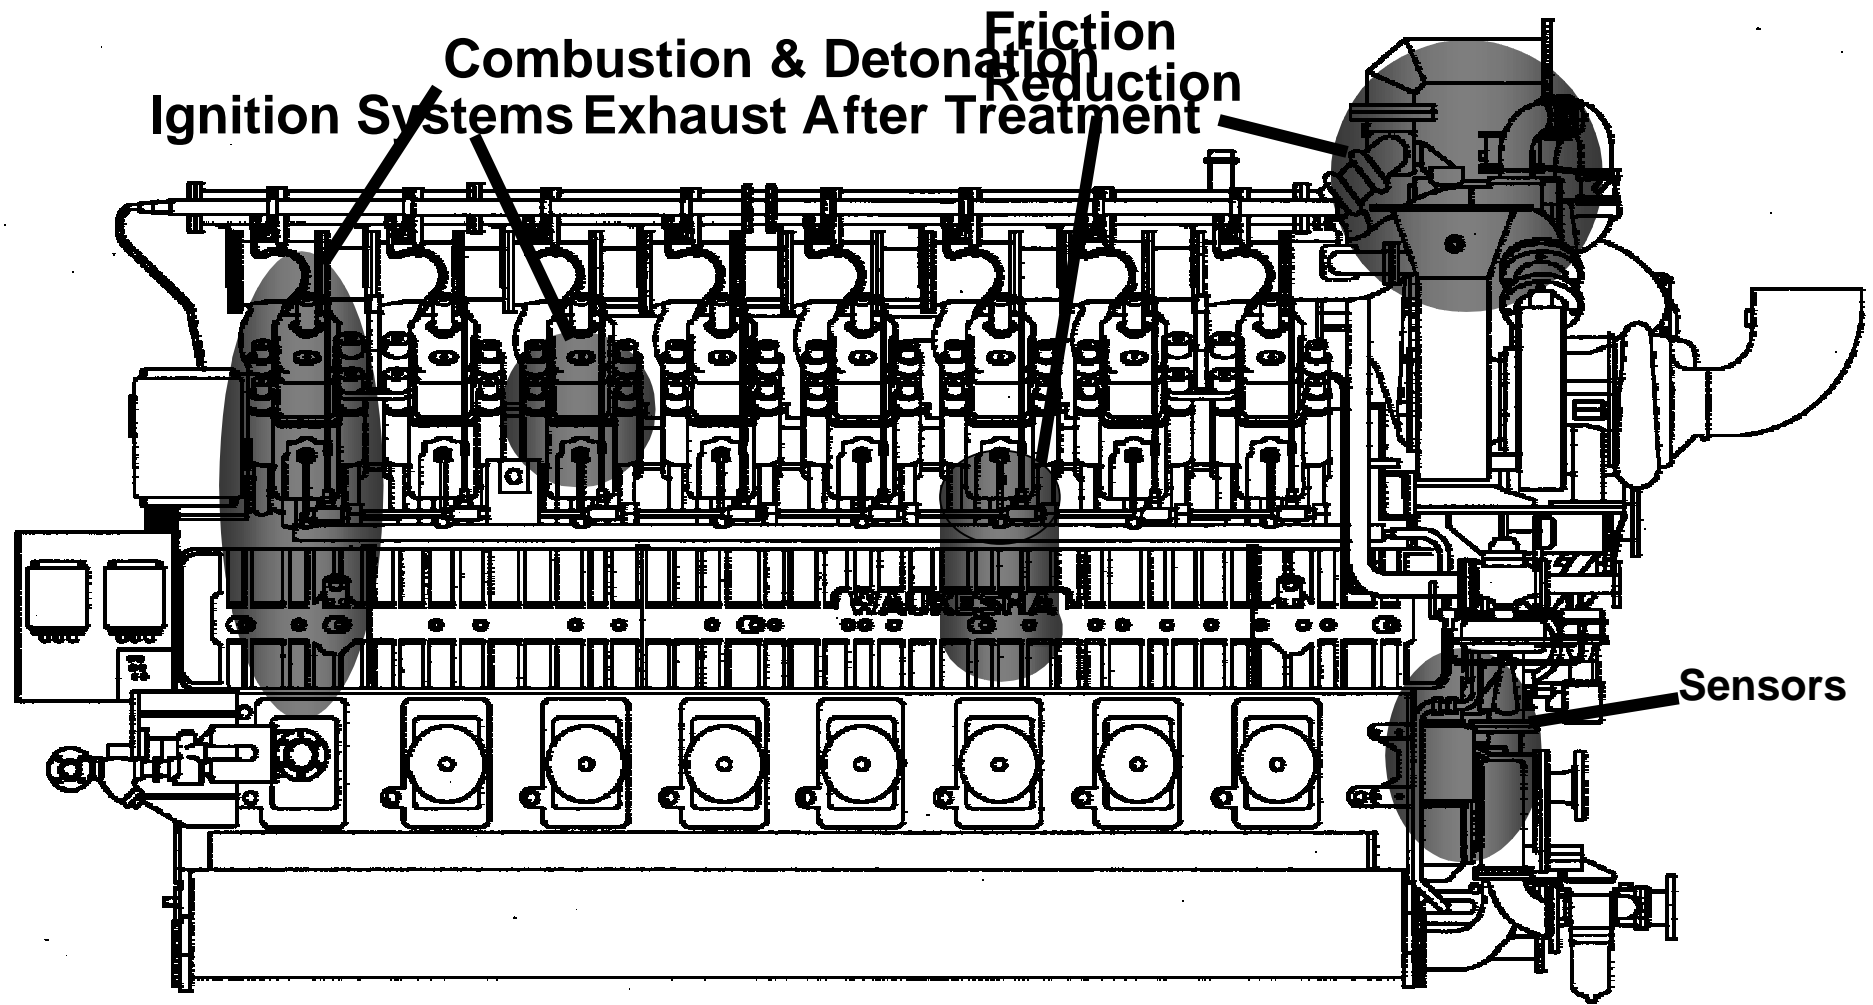 Friction
Reduction
Combustion & Detonation
Ignition Systems
Exhaust After Treatment
WAUKESHA
Sensors